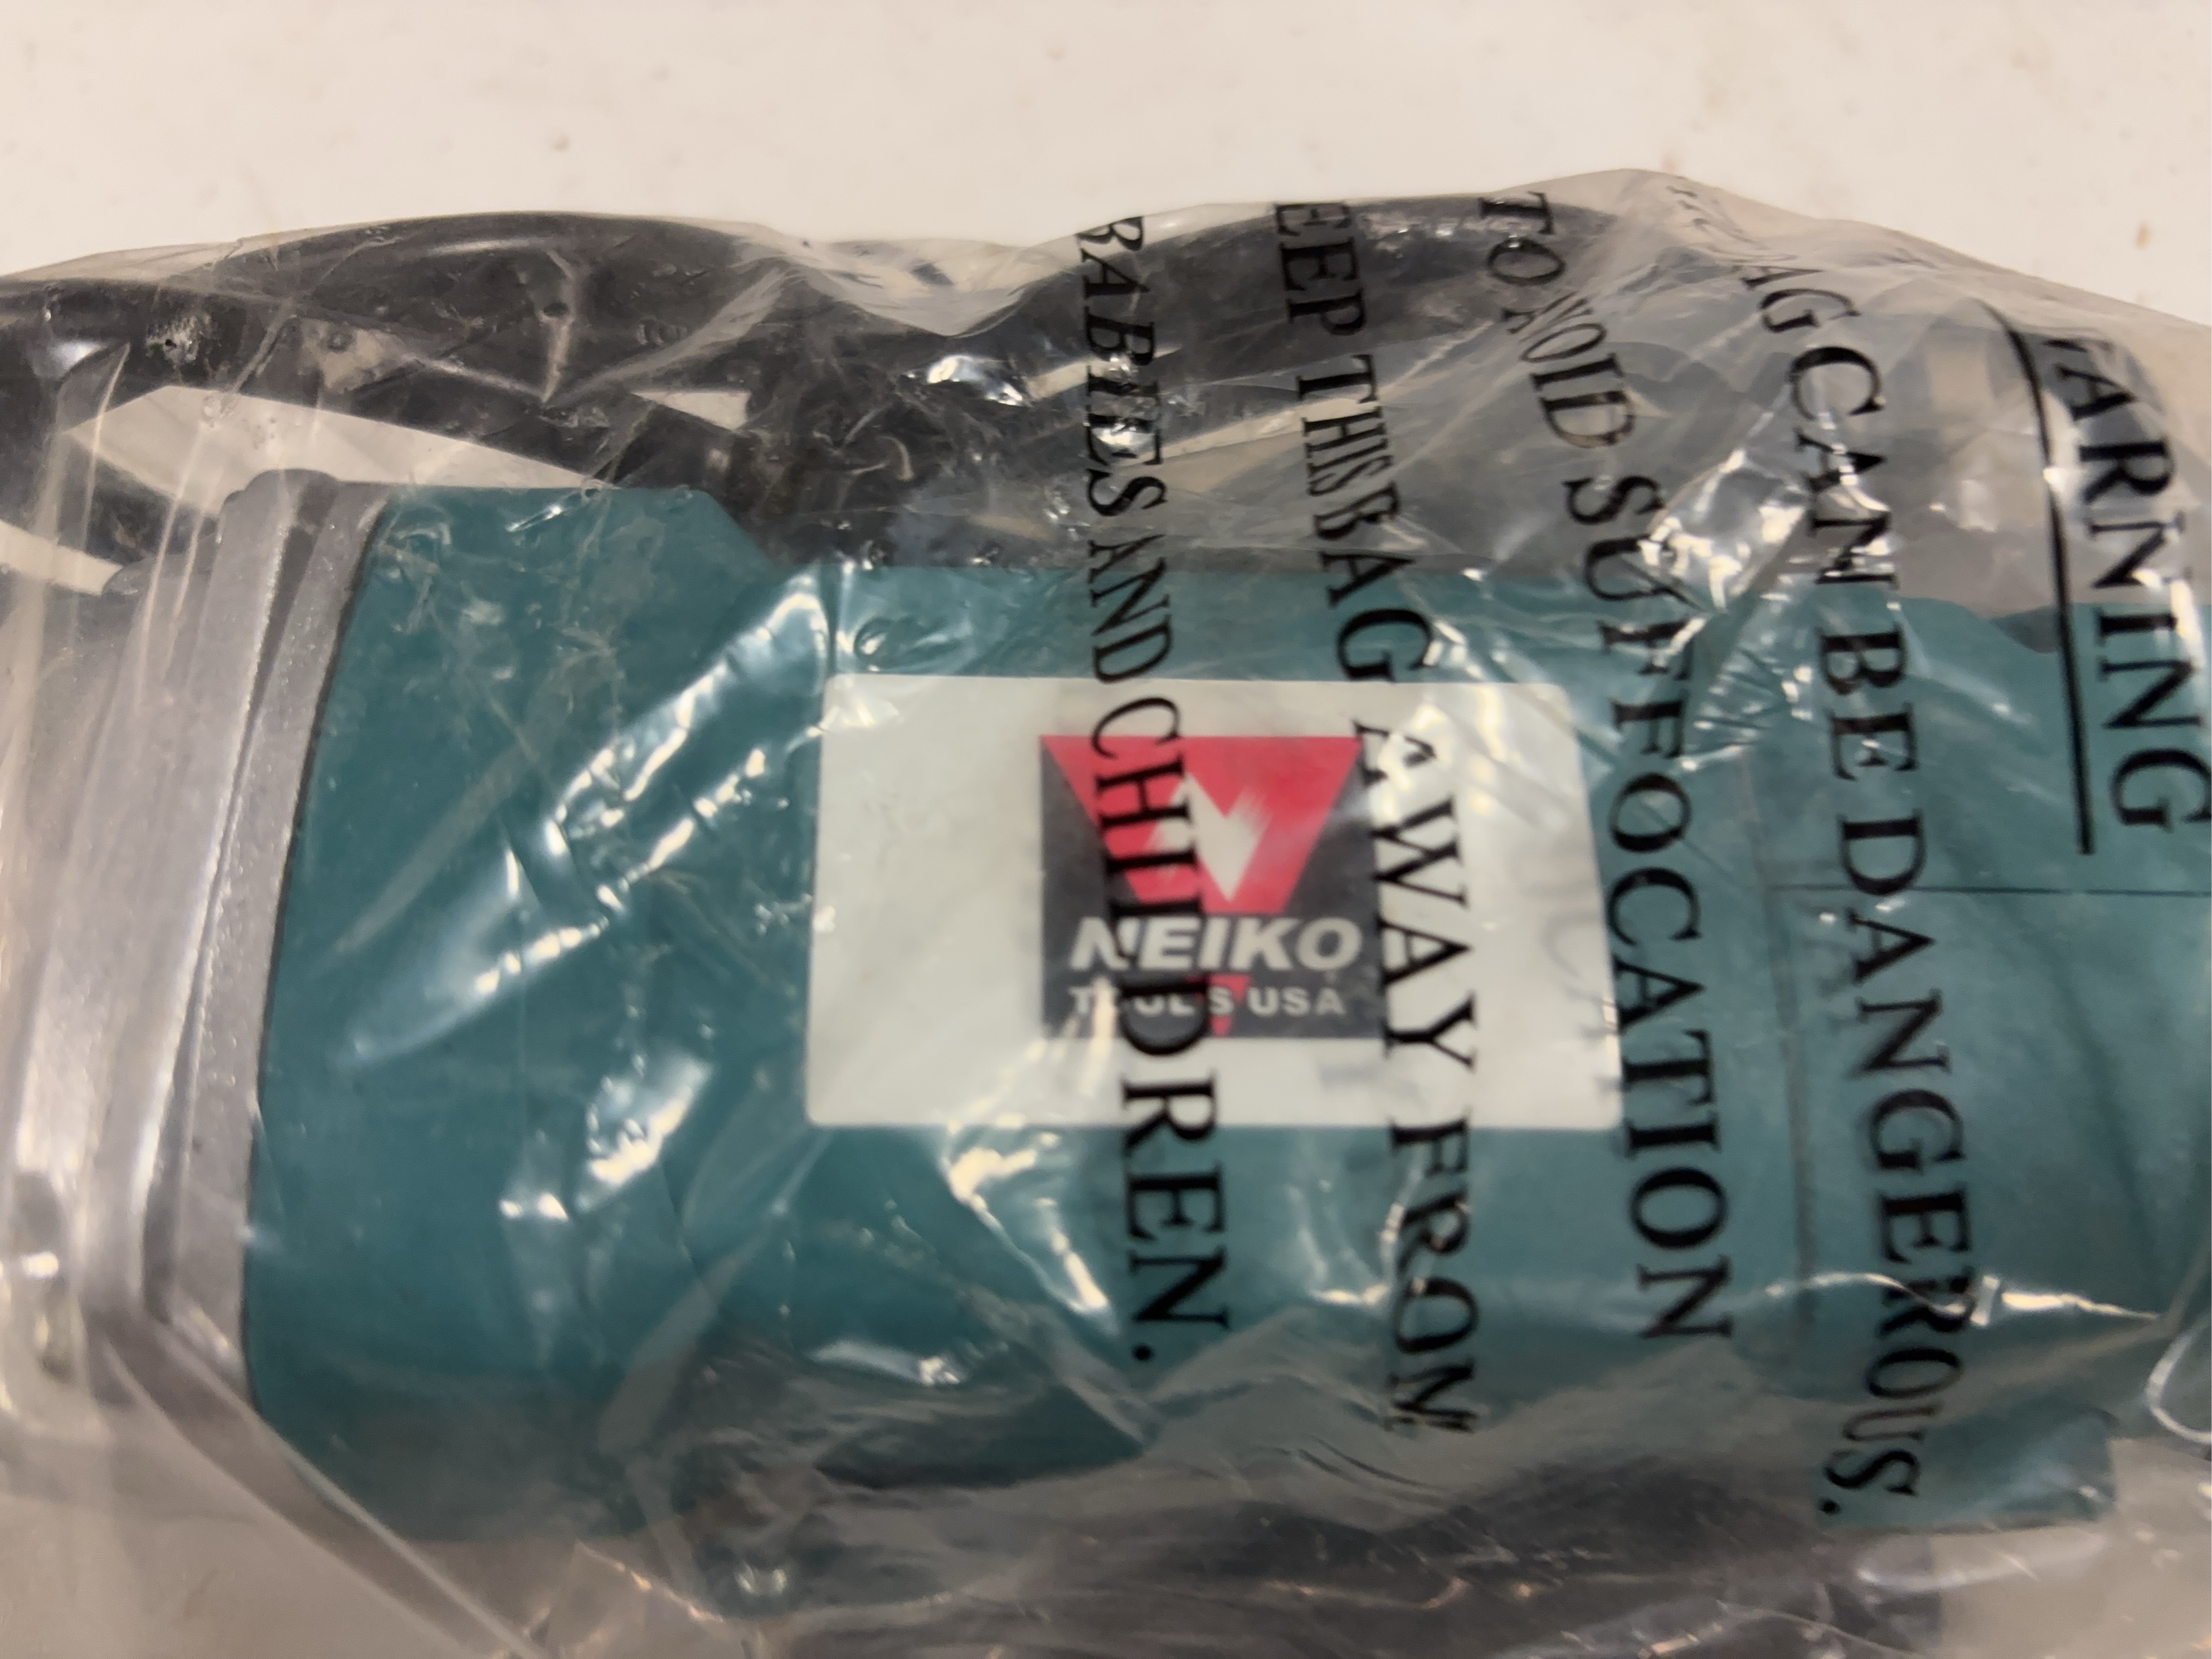 WARNING
BAG CAN BE DANGEROUS.
TO AVOID SUFFOCATION
KEEP THIS BAG AWAY FROM
BABIES AND CHILDREN.
NEIKO
TOOLS USA